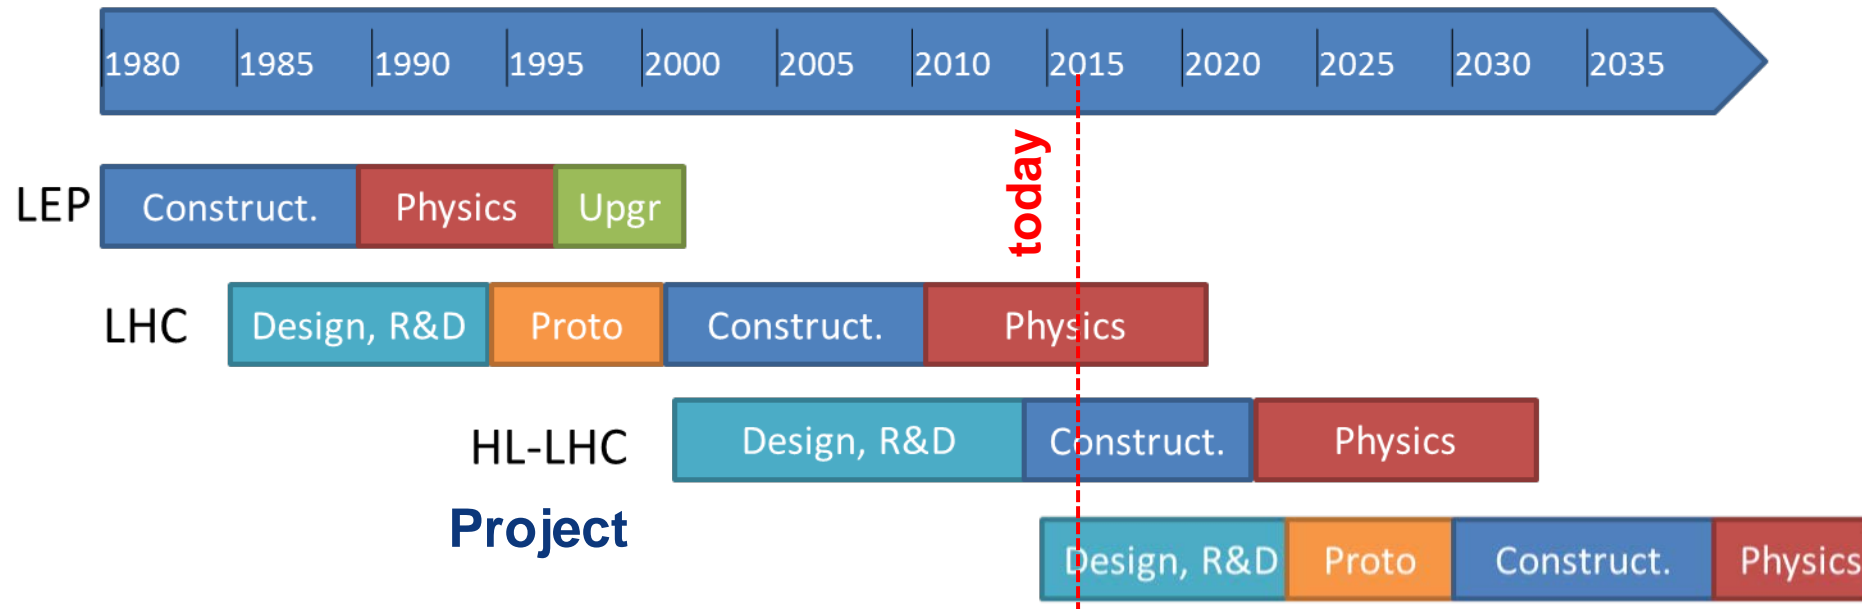 1980 1985 1990 1995 2000 2005 2010 2015 2020 2025 2030 2035
today
LEP Construct. Physics Upgr
LHC Design, R&D Proto Construct. Physics
HL-LHC Design, R&D Construct. Physics
Project Design, R&D Proto Construct. Physics